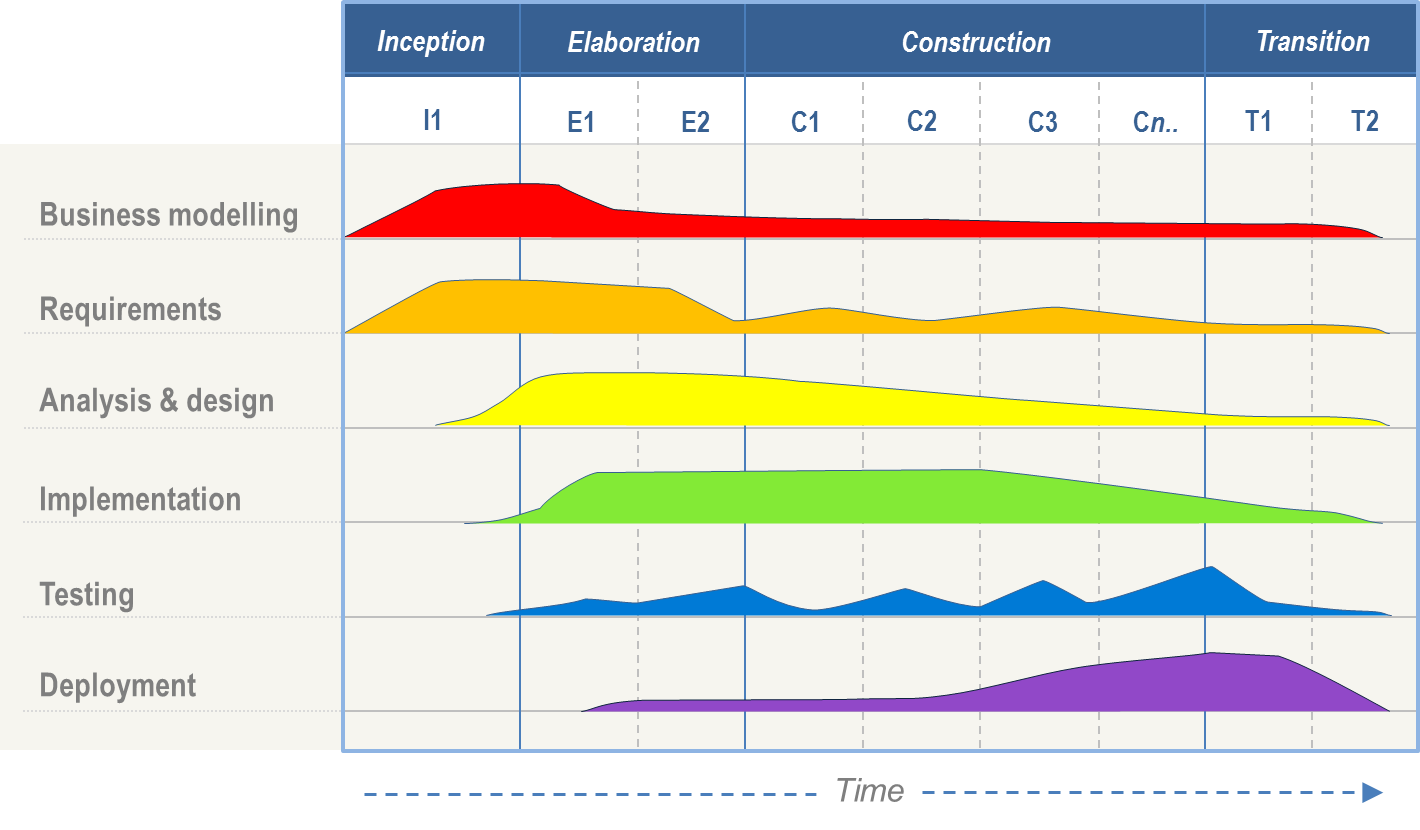 Inception Elaboration Construction Transition
I1 E1 E2 C1 C2 C3 Cn.. T1 T2
Business modelling
Requirements
Analysis & design
Implementation
Testing
Deployment
Time